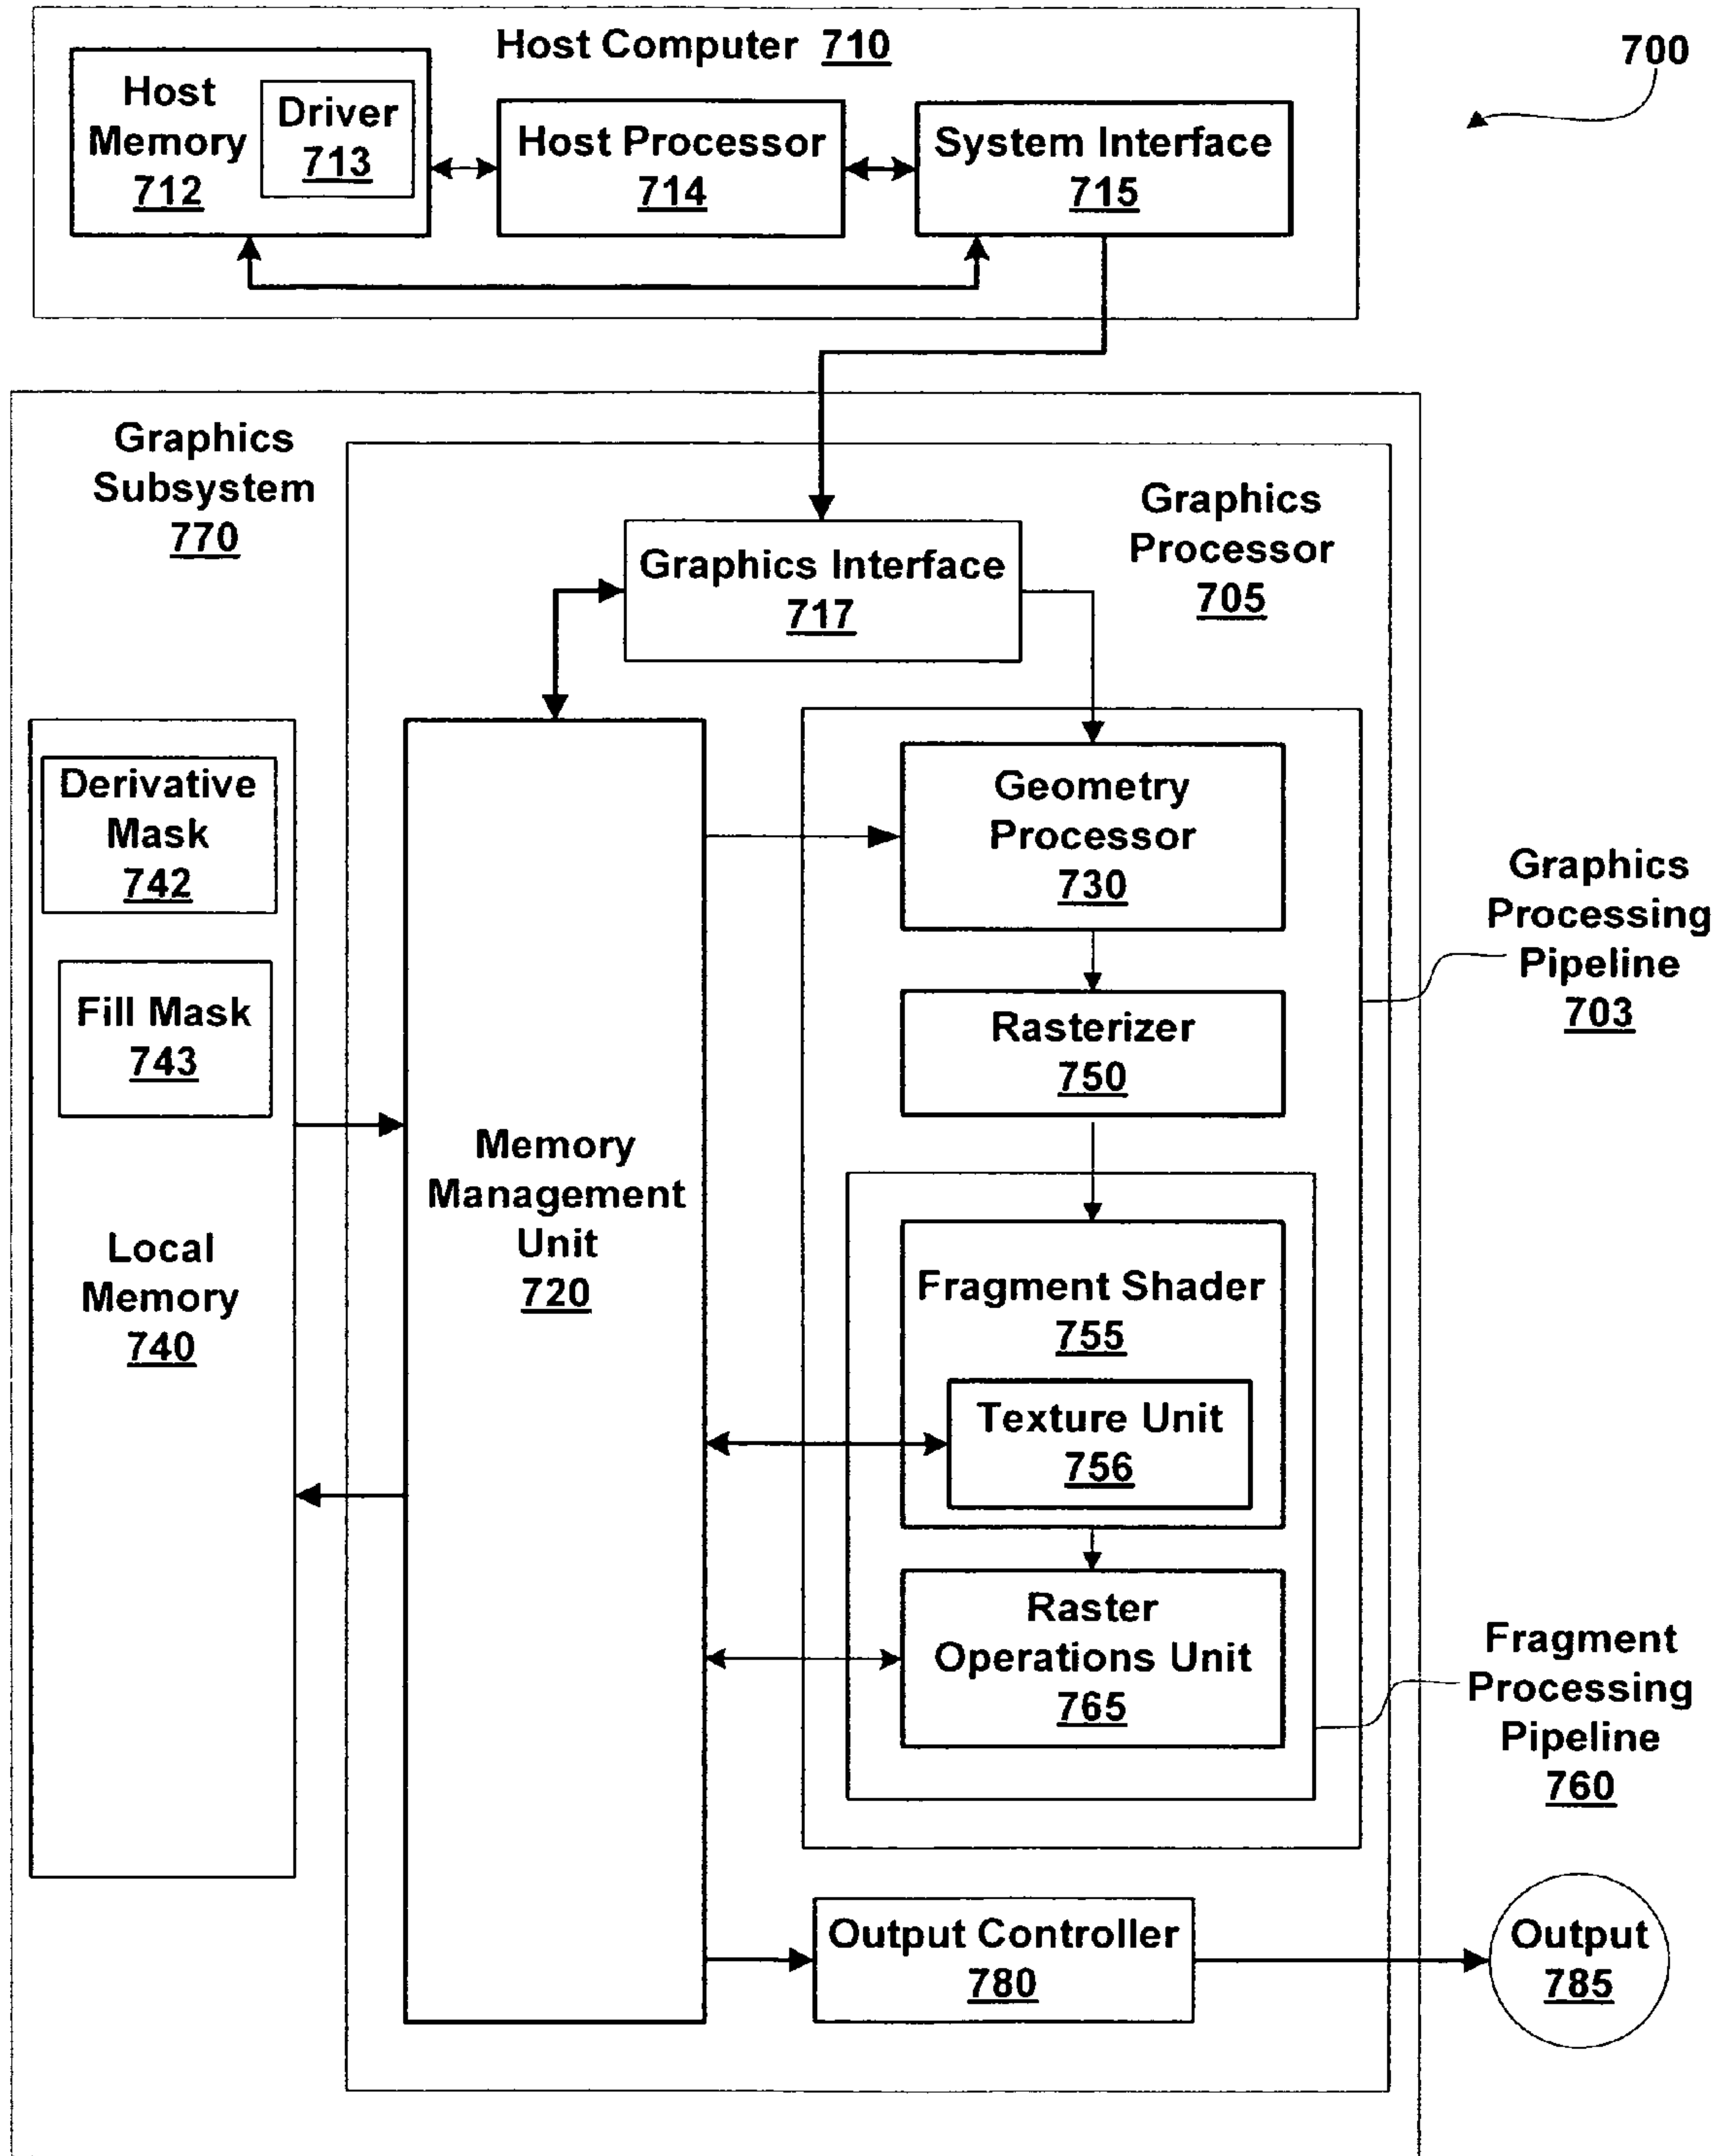 Host Computer 710
700
Host
Memory
712
Driver
713
Host Processor
714
System Interface
715
Graphics
Subsystem
770
Graphics
Processor
705
Graphics Interface
717
Derivative
Mask
742
Fill Mask
743
Local
Memory
740
Memory
Management
Unit
720
Geometry
Processor
730
Rasterizer
750
Fragment Shader
755
Texture Unit
756
Raster
Operations Unit
765
Graphics
Processing
Pipeline
703
Fragment
Processing
Pipeline
760
Output Controller
780
Output
785